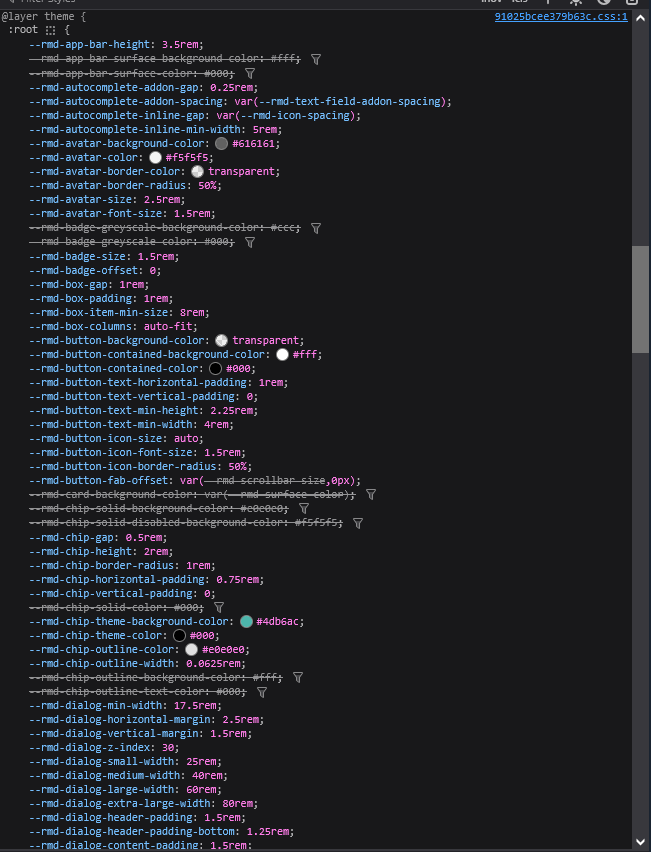 @layer theme {
91025bcee379b63c.css:1
:root {
--rmd-app-bar-height: 3.5rem;
--rmd-app-bar-surface-background-color: #fff;
--rmd-app-bar-surface-color: #000;
--rmd-autocomplete-addon-gap: 0.25rem;
--rmd-autocomplete-addon-spacing: var(--rmd-text-field-addon-spacing);
--rmd-autocomplete-inline-gap: var(--rmd-icon-spacing);
--rmd-autocomplete-inline-min-width: 5rem;
--rmd-avatar-background-color: #616161;
--rmd-avatar-color: #f5f5f5;
--rmd-avatar-border-color: transparent;
--rmd-avatar-border-radius: 50%;
--rmd-avatar-size: 2.5rem;
--rmd-avatar-font-size: 1.5rem;
--rmd-badge-greyscale-background-color: #ccc;
--rmd-badge-greyscale-color: #000;
--rmd-badge-size: 1.5rem;
--rmd-badge-offset: 0;
--rmd-box-gap: 1rem;
--rmd-box-padding: 1rem;
--rmd-box-item-min-size: 8rem;
--rmd-box-columns: auto-fit;
--rmd-button-background-color: transparent;
--rmd-button-contained-background-color: #fff;
--rmd-button-contained-color: #000;
--rmd-button-text-horizontal-padding: 1rem;
--rmd-button-text-vertical-padding: 0;
--rmd-button-text-min-height: 2.25rem;
--rmd-button-text-min-width: 4rem;
--rmd-button-icon-size: auto;
--rmd-button-icon-font-size: 1.5rem;
--rmd-button-icon-border-radius: 50%;
--rmd-button-fab-offset: var(--rmd-scrollbar-size,0px);
--rmd-card-background-color: var(--rmd-surface-color);
--rmd-chip-solid-background-color: #e0e0e0;
--rmd-chip-solid-disabled-background-color: #f5f5f5;
--rmd-chip-gap: 0.5rem;
--rmd-chip-height: 2rem;
--rmd-chip-border-radius: 1rem;
--rmd-chip-horizontal-padding: 0.75rem;
--rmd-chip-vertical-padding: 0;
--rmd-chip-solid-color: #000;
--rmd-chip-theme-background-color: #4db6ac;
--rmd-chip-theme-color: #000;
--rmd-chip-outline-color: #e0e0e0;
--rmd-chip-outline-width: 0.0625rem;
--rmd-chip-outline-background-color: #fff;
--rmd-chip-outline-text-color: #000;
--rmd-dialog-min-width: 17.5rem;
--rmd-dialog-horizontal-margin: 2.5rem;
--rmd-dialog-vertical-margin: 1.5rem;
--rmd-dialog-z-index: 30;
--rmd-dialog-small-width: 25rem;
--rmd-dialog-medium-width: 40rem;
--rmd-dialog-large-width: 60rem;
--rmd-dialog-extra-large-width: 80rem;
--rmd-dialog-header-padding: 1.5rem;
--rmd-dialog-header-padding-bottom: 1.25rem;
--rmd-dialog-content-padding: 1.5rem;